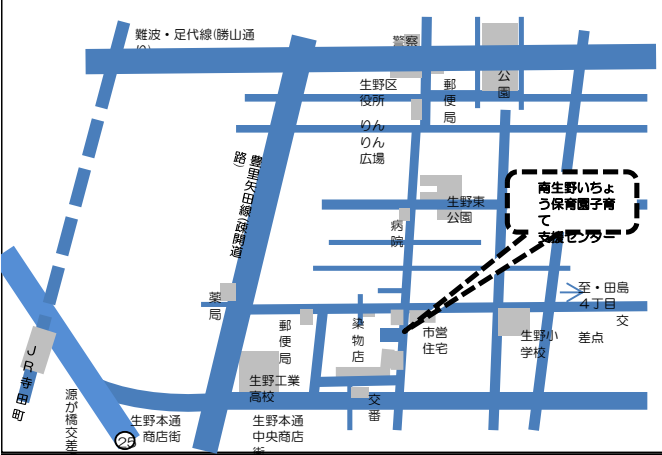 難波・足代線(勝山通
り)
警察
公
園
生野区
役所
郵
便
局
りん
りん
広場
豊里矢田線(疎開道
路)
南生野いちょ
う保育園子育
て
支援センター
生野東
公園
病
院
至・田島
4丁目
交
差点
薬
局
郵
便
局
染
物
店
市営
住宅
生野小
学校
JR寺田町
生野工業
高校
交
番
源が橋交差
25
生野本通
商店街
生野本通
中央商店
街